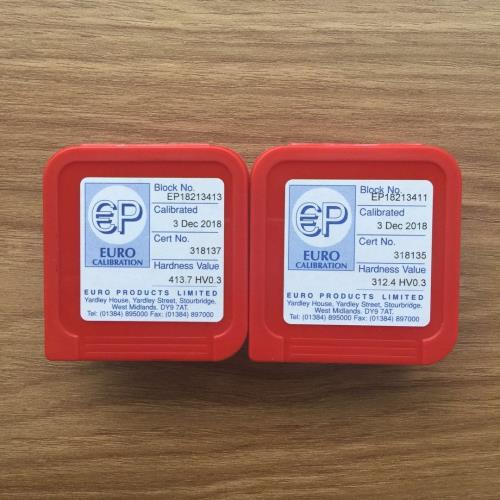 €P
EURO
CALIBRATION
Block No.
EP18213413
Calibrated
3 Dec 2018
Cert No.
318137
Hardness Value
413.7 HV0.3
EURO PRODUCTS LIMITED
Yardley House, Yardley Street, Stourbridge,
West Midlands. DY9 7AT.
Tel: (01384) 895000 Fax: (01384) 897000
€P
EURO
CALIBRATION
Block No.
EP18213411
Calibrated
3 Dec 2018
Cert No.
318135
Hardness Value
312.4 HV0.3
EURO PRODUCTS LIMITED
Yardley House, Yardley Street, Stourbridge,
West Midlands. DY9 7AT.
Tel: (01384) 895000 Fax: (01384) 897000